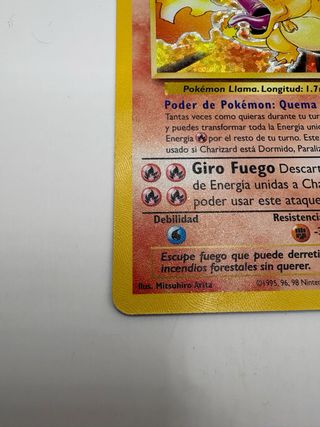 Pokémon Llama. Longitud: 1.7
Poder de Pokémon: Quema
Tantas veces como quieras durante tu tur
y puedes transformar toda la Energía unid
Energía por el resto de tu turno. Este
usado si Charizard está Dormido, Paraliz
Giro Fuego Descart
de Energía unidas a Cha
poder usar este ataque
Debilidad
Resistencia
-3
Escupe fuego que puede derreti
incendios forestales sin querer.
Ilus. Mitsuhiro Arita
©1995, 96, 98 Ninten